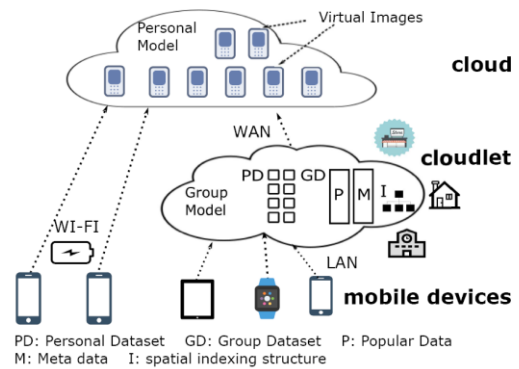 Personal
Model
Virtual Images
cloud
WAN
cloudlet
PD GD
Group
Model
P M I
WI-FI
LAN
mobile devices
PD: Personal Dataset GD: Group Dataset P: Popular Data
M: Meta data I: spatial indexing structure